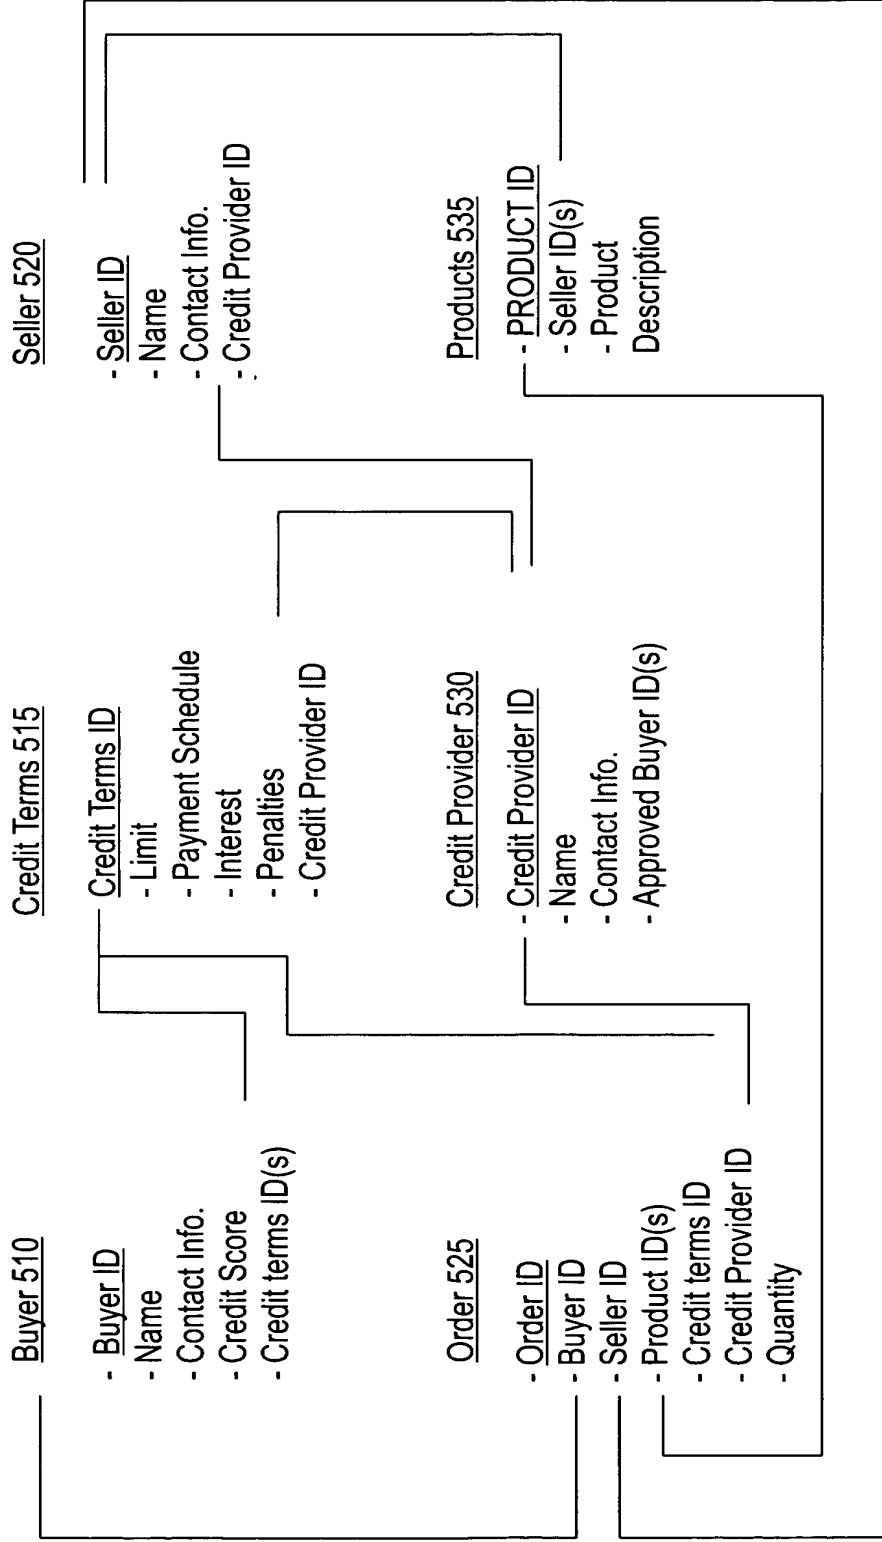 Buyer 510
- Buyer ID
- Name
- Contact Info.
- Credit Score
- Credit terms ID(s)
Credit Terms 515
Credit Terms ID
- Limit
- Payment Schedule
- Interest
- Penalties
- Credit Provider ID
Seller 520
- Seller ID
- Name
- Contact Info.
- Credit Provider ID
Order 525
- Order ID
- Buyer ID
- Seller ID
- Product ID(s)
- Credit terms ID
- Credit Provider ID
- Quantity
Credit Provider 530
- Credit Provider ID
- Name
- Contact Info.
- Approved Buyer ID(s)
Products 535
- PRODUCT ID
- Seller ID(s)
- Product
Description